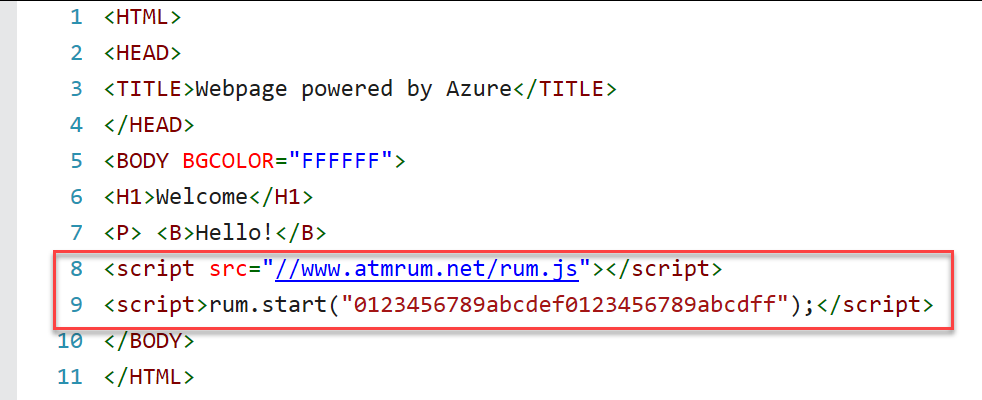 1 <HTML>
2 <HEAD>
3 <TITLE>Webpage powered by Azure</TITLE>
4 </HEAD>
5 <BODY BGCOLOR="FFFFFF">
6 <H1>Welcome</H1>
7 <P> <B>Hello!</B>
8 <script src="//www.atmrum.net/rum.js"></script>
9 <script>rum.start("0123456789abcdef0123456789abcdff");</script>
10 </BODY>
11 </HTML>